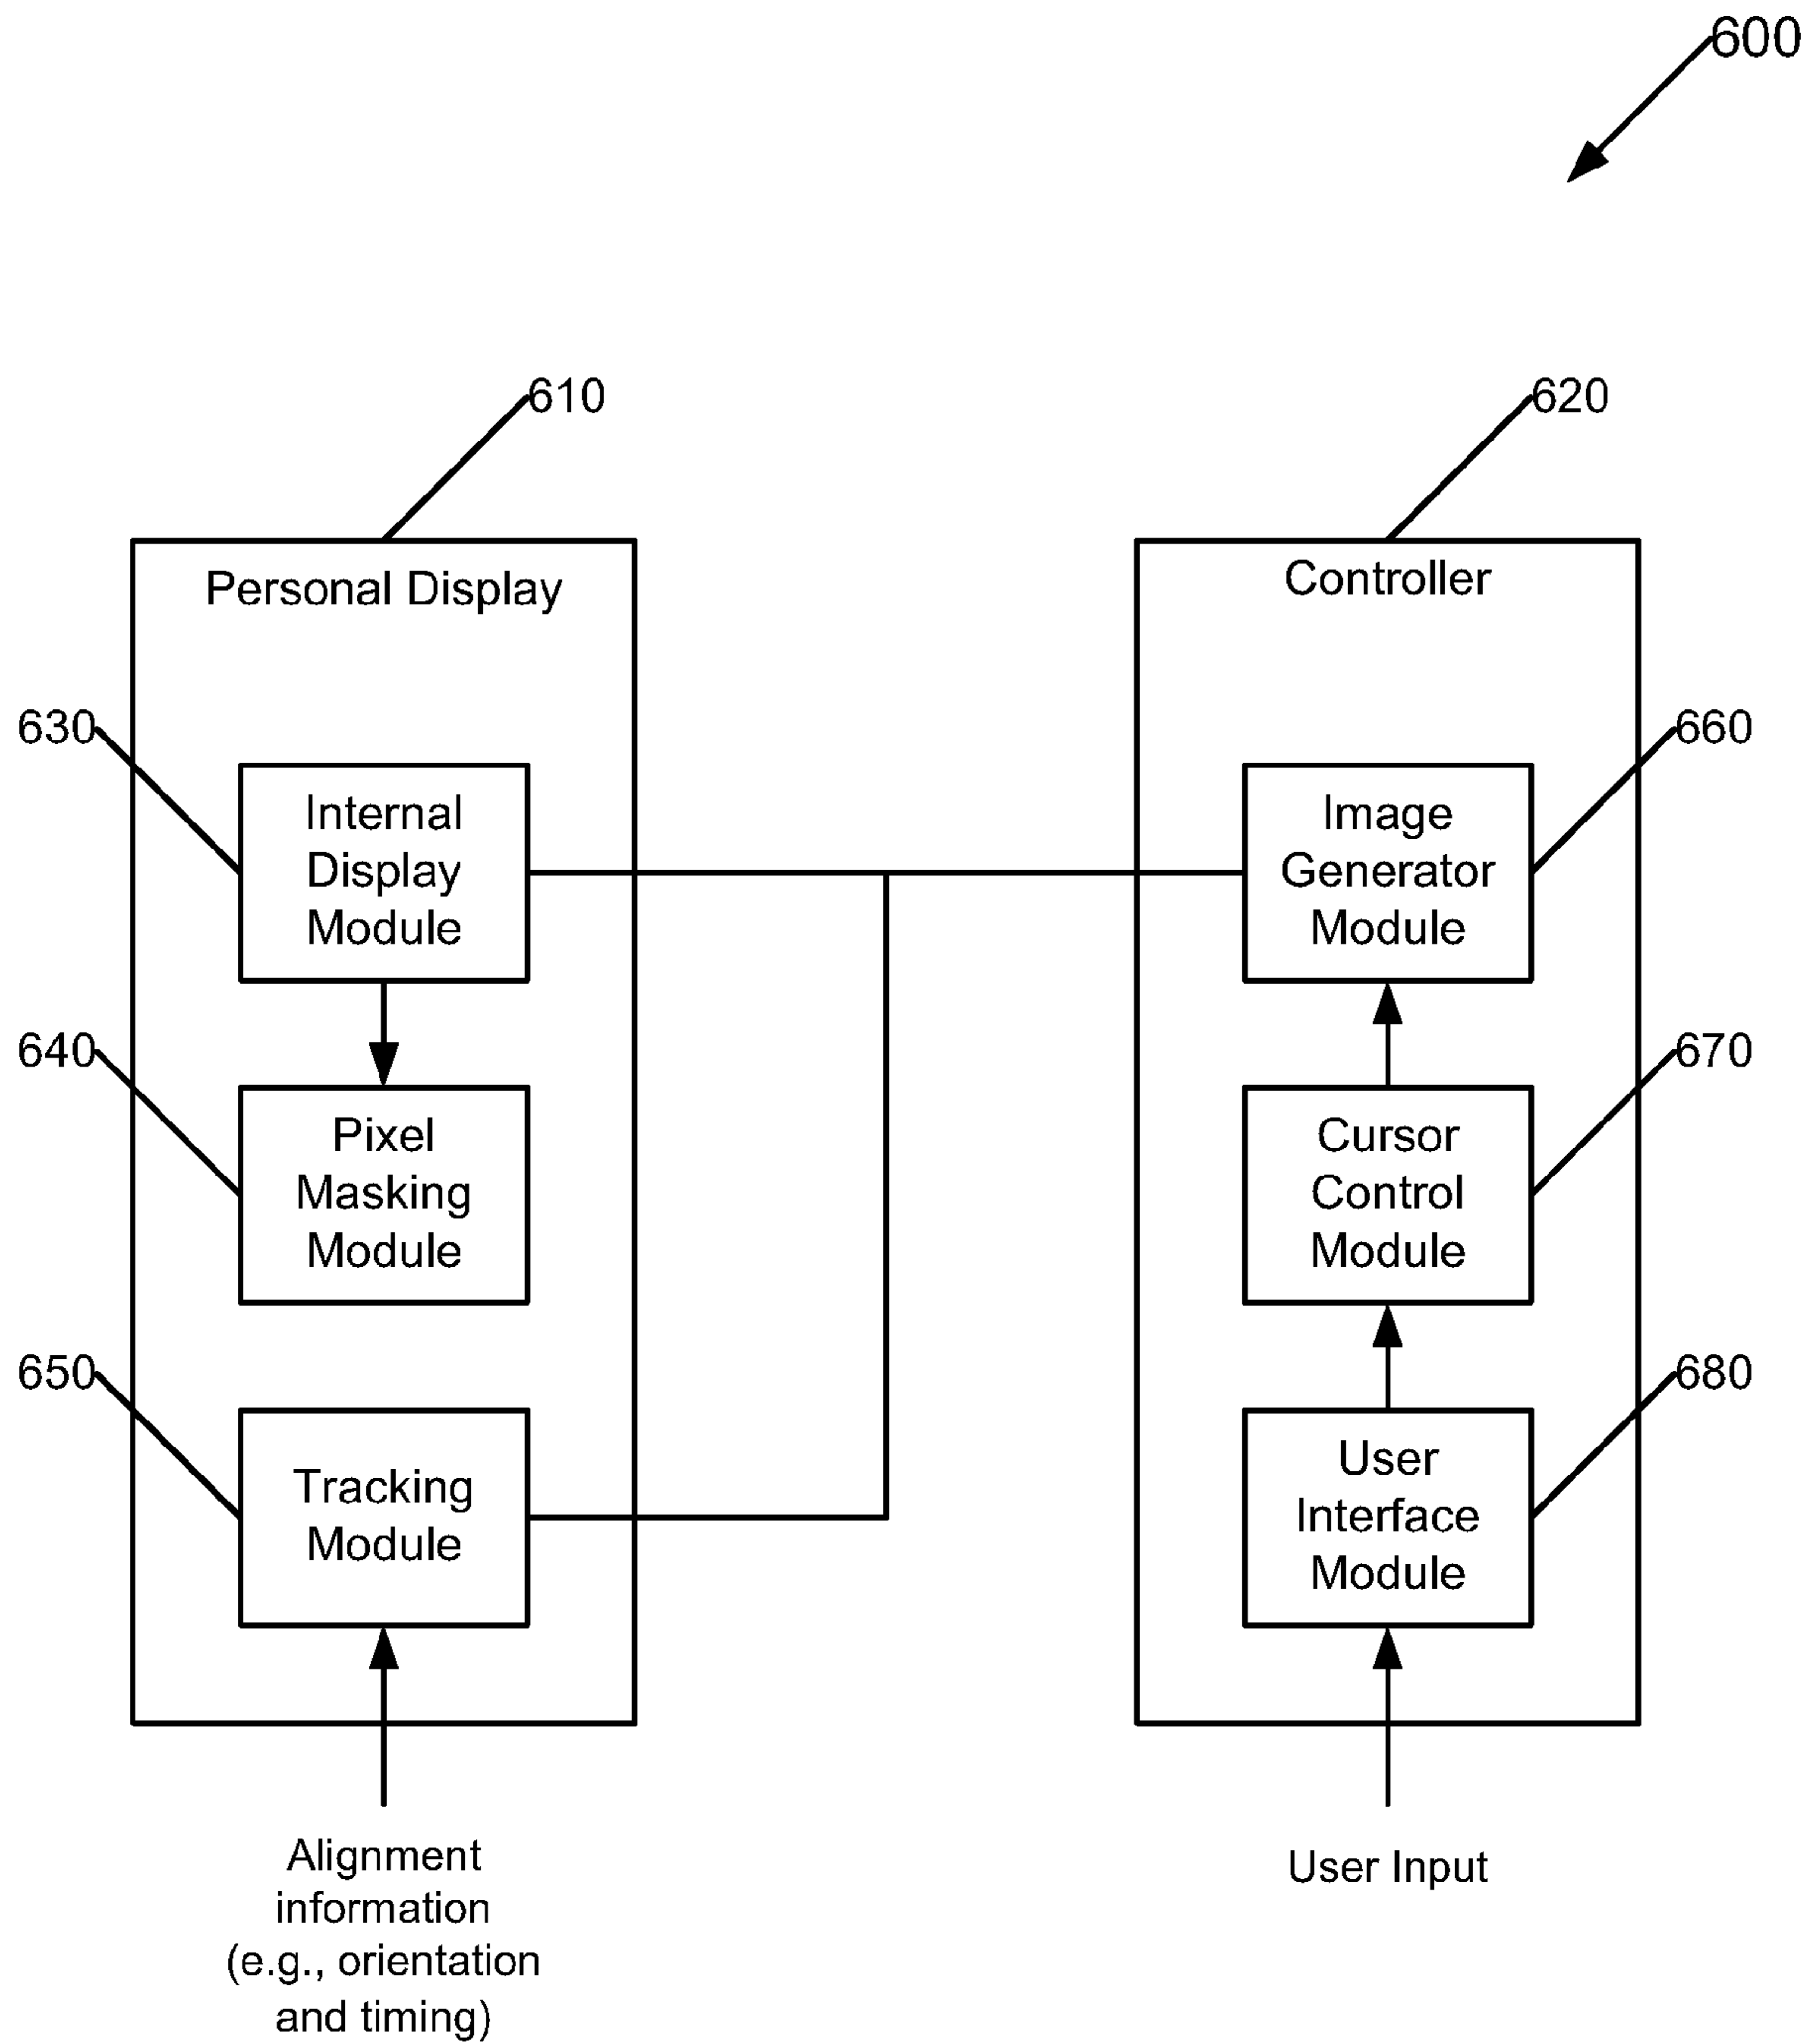 600
610
620
Personal Display
Controller
630
Internal
Display
Module
Image
Generator
Module
660
640
Pixel
Masking
Module
Cursor
Control
Module
670
650
Tracking
Module
User
Interface
Module
680
Alignment
information
(e.g., orientation
and timing)
User Input